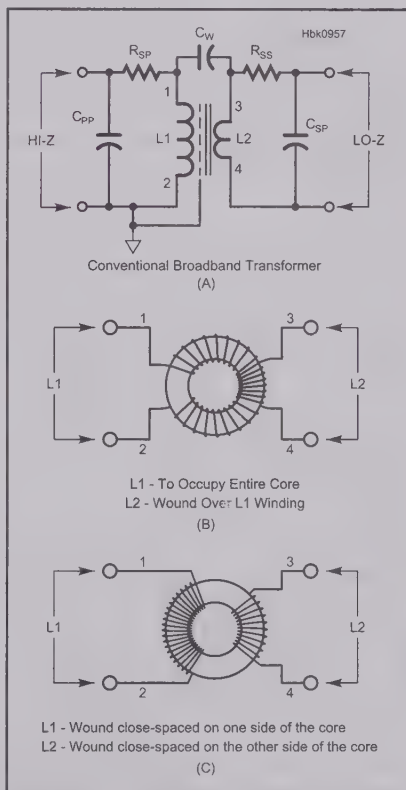 Hbk0957
C_W
R_SP
R_SS
1
3
HI-Z
C_PP
L1
L2
C_SP
LO-Z
2
4
Conventional Broadband Transformer
(A)
1
3
L1
L2
2
4
L1 - To Occupy Entire Core
L2 - Wound Over L1 Winding
(B)
1
3
L1
L2
2
4
L1 - Wound close-spaced on one side of the core
L2 - Wound close-spaced on the other side of the core
(C)